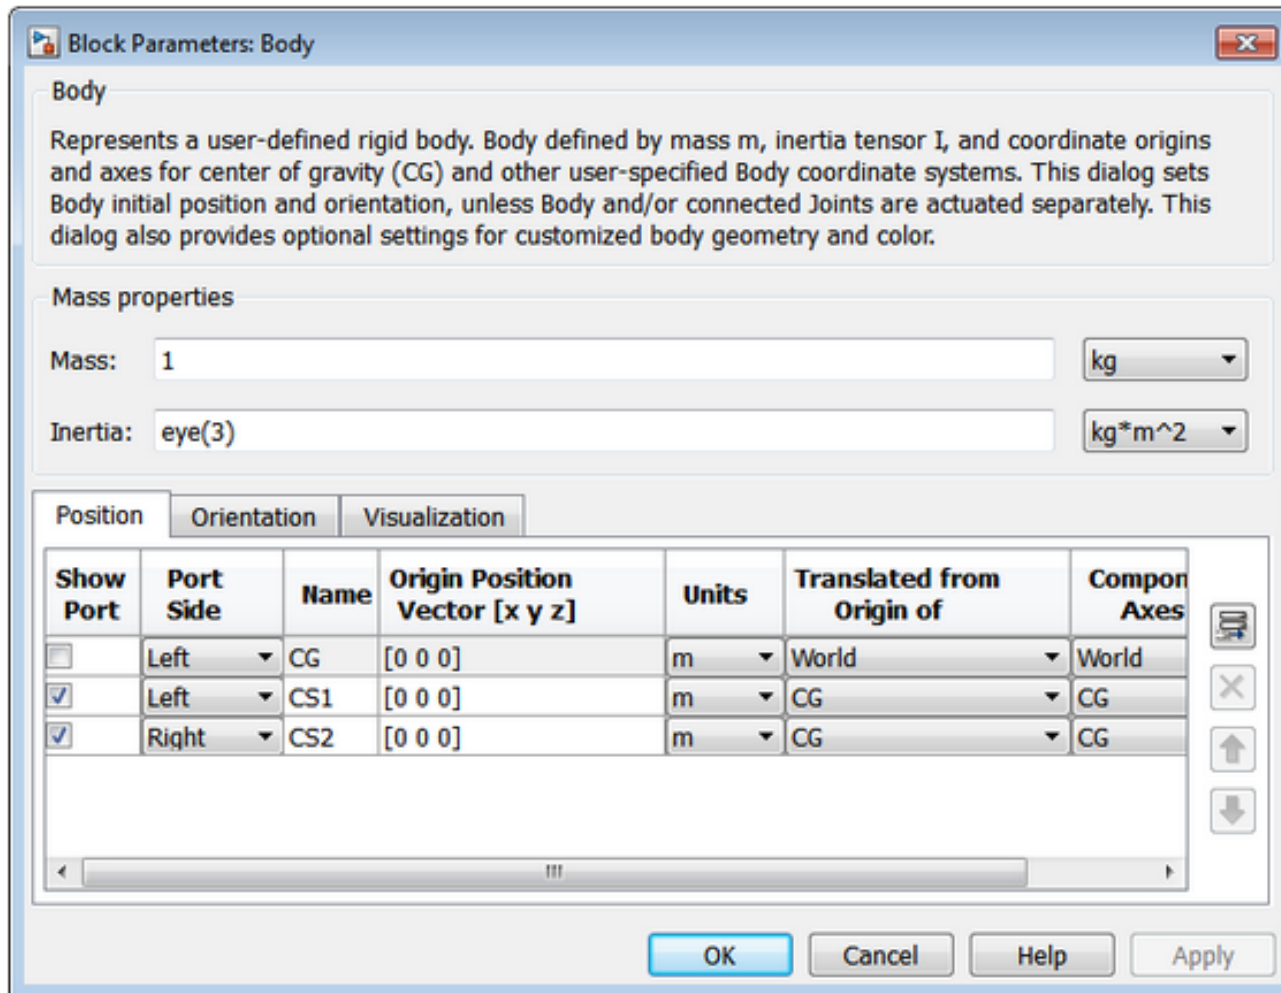 Block Parameters: Body
Body
Represents a user-defined rigid body. Body defined by mass m, inertia tensor I, and coordinate origins
and axes for center of gravity (CG) and other user-specified Body coordinate systems. This dialog sets
Body initial position and orientation, unless Body and/or connected Joints are actuated separately. This
dialog also provides optional settings for customized body geometry and color.
Mass properties
Mass: 1 kg
Inertia: eye(3) kg*m^2
Position Orientation Visualization
Show Port Origin Position Translated from Compon
Port Side Name Vector [x y z] Units Origin of Axes
Left CG [0 0 0] m World World
Left CS1 [0 0 0] m CG CG
Right CS2 [0 0 0] m CG CG
OK Cancel Help Apply